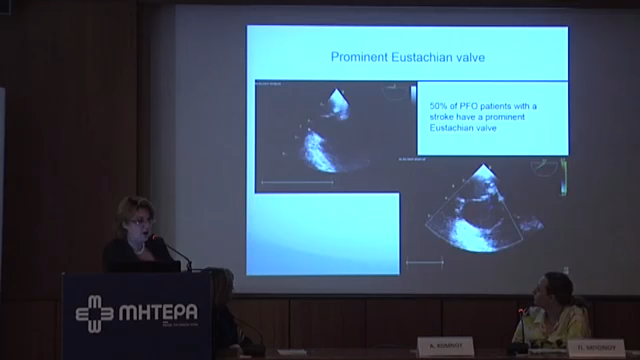 Prominent Eustachian valve
50% of PFO patients with a
stroke have a prominent
Eustachian valve
ΜΗΤΕΡΑ